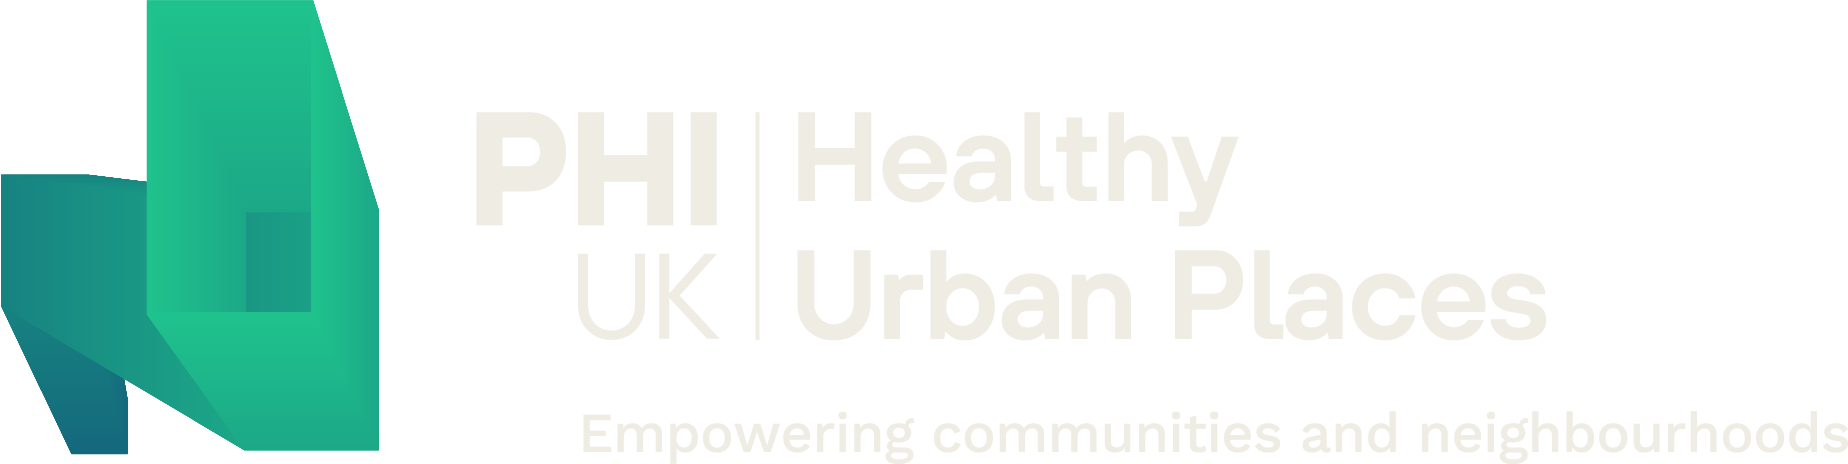 PHI
UK
Healthy
Urban Places
Empowering communities and neighbourhoods